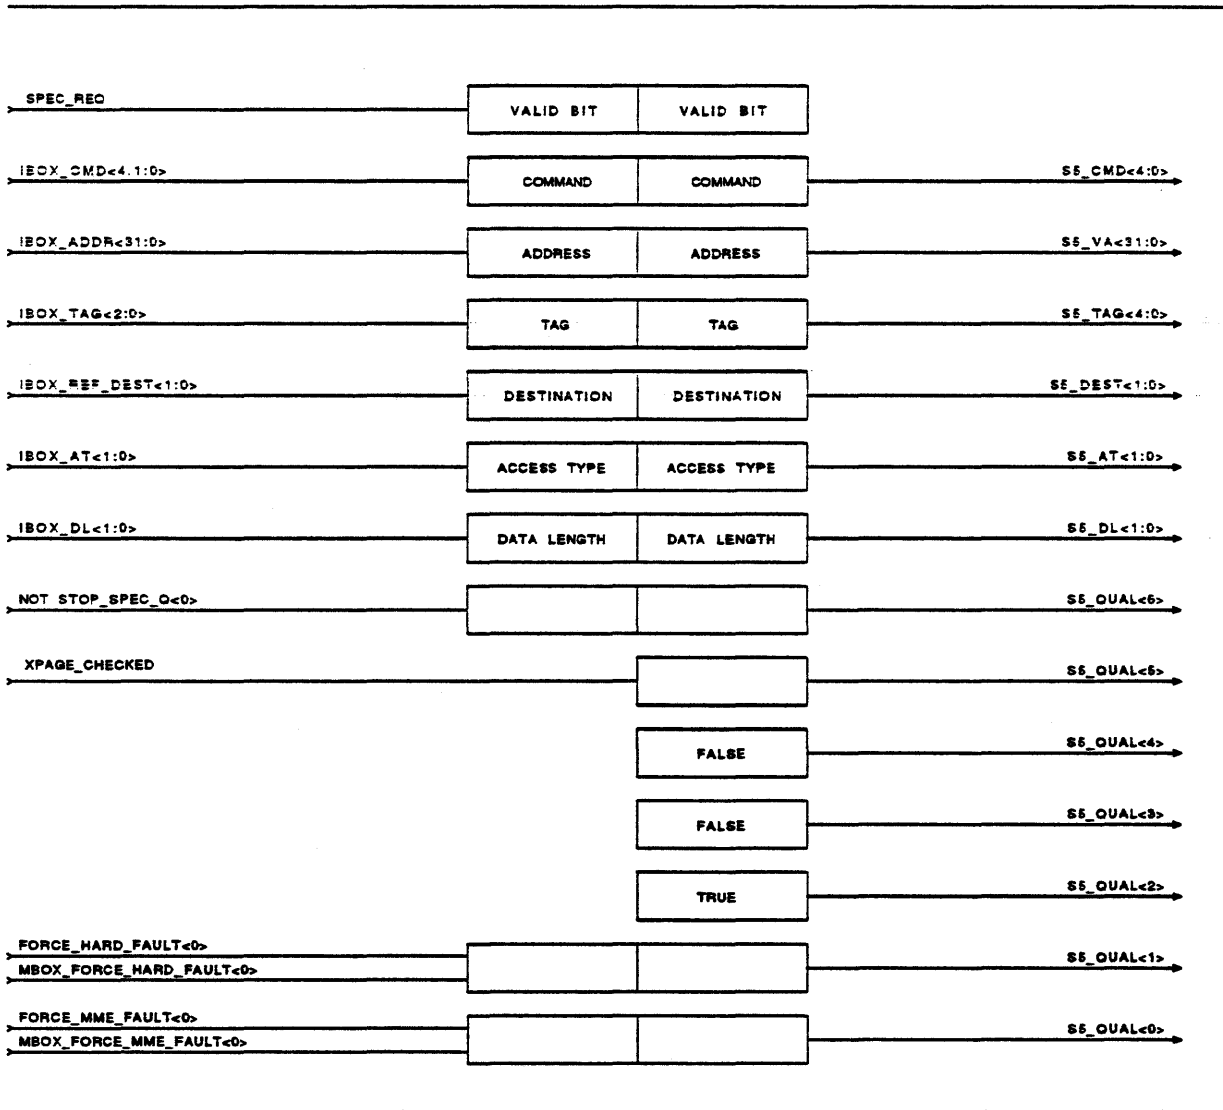 SPEC_REQ
VALID BIT VALID BIT
IBOX_CMD<4.1:0>
COMMAND COMMAND
S5_CMD<4:0>
IBOX_ADDR<31:0>
ADDRESS ADDRESS
S5_VA<31:0>
IBOX_TAG<2:0>
TAG TAG
S5_TAG<4:0>
IBOX_REF_DEST<1:0>
DESTINATION DESTINATION
S5_DEST<1:0>
IBOX_AT<1:0>
ACCESS TYPE ACCESS TYPE
S5_AT<1:0>
IBOX_DL<1:0>
DATA LENGTH DATA LENGTH
S5_DL<1:0>
NOT STOP_SPEC_Q<0>
S5_QUAL<6>
XPAGE_CHECKED
S5_QUAL<5>
FALSE
S5_QUAL<4>
FALSE
S5_QUAL<3>
TRUE
S5_QUAL<2>
FORCE_HARD_FAULT<0>
MBOX_FORCE_HARD_FAULT<0>
S5_QUAL<1>
FORCE_MME_FAULT<0>
MBOX_FORCE_MME_FAULT<0>
S5_QUAL<0>